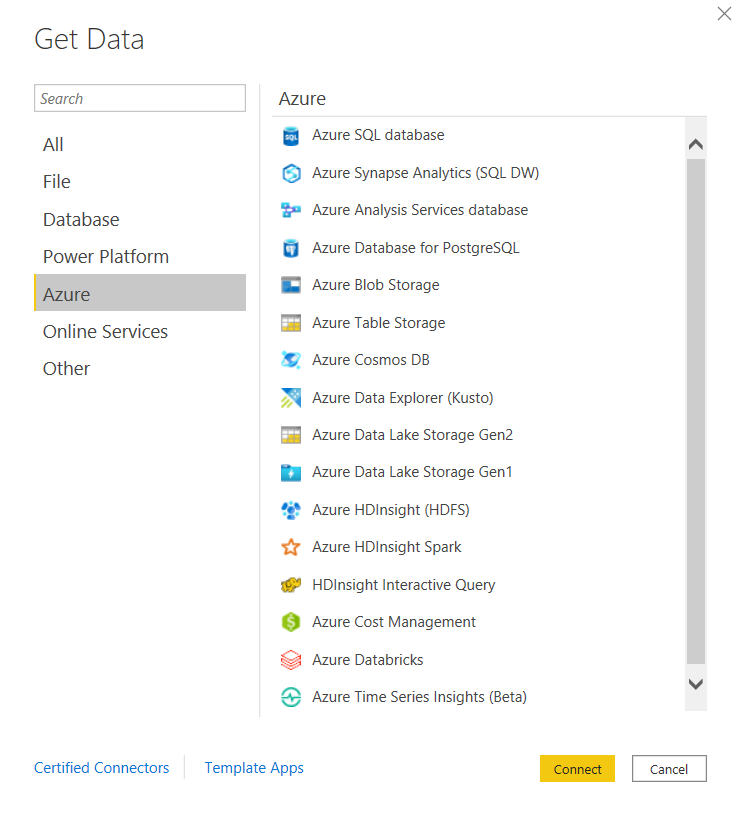 Get Data
Search
All
File
Database
Power Platform
Azure
Online Services
Other
Azure
SQL
Azure SQL database
Azure Synapse Analytics (SQL DW)
Azure Analysis Services database
Azure Database for PostgreSQL
Azure Blob Storage
Azure Table Storage
Azure Cosmos DB
Azure Data Explorer (Kusto)
Azure Data Lake Storage Gen2
Azure Data Lake Storage Gen1
Azure HDInsight (HDFS)
Azure HDInsight Spark
HDInsight Interactive Query
$
Azure Cost Management
Azure Databricks
Azure Time Series Insights (Beta)
Certified Connectors
Template Apps
Connect
Cancel